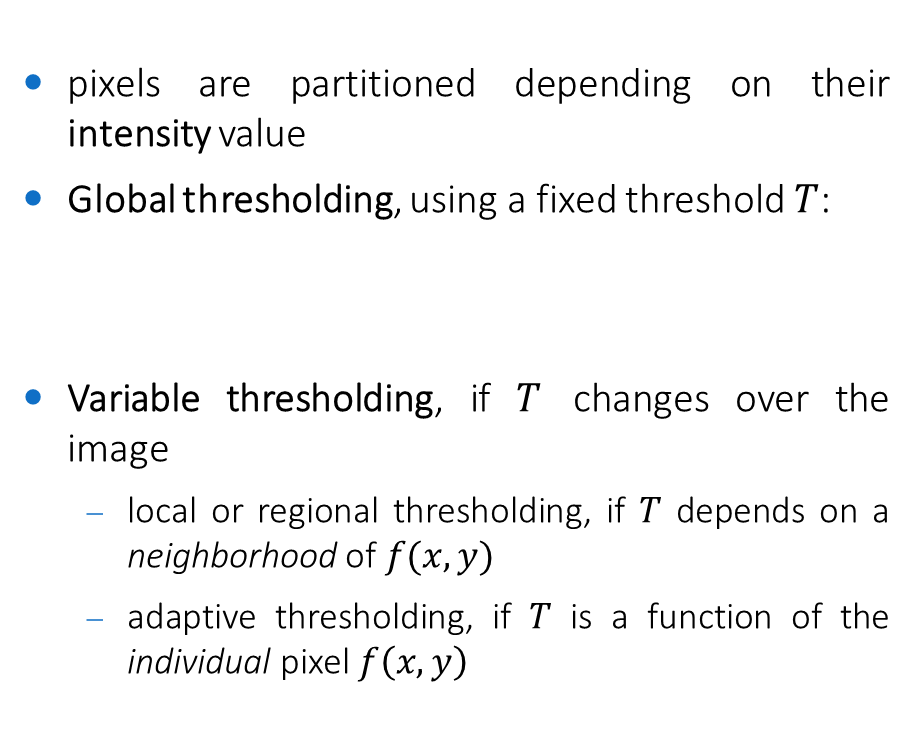 • pixels are partitioned depending on their
intensity value
• Global thresholding, using a fixed threshold T:
• Variable thresholding, if T changes over the
image
– local or regional thresholding, if T depends on a
neighborhood of f(x, y)
– adaptive thresholding, if T is a function of the
individual pixel f(x, y)